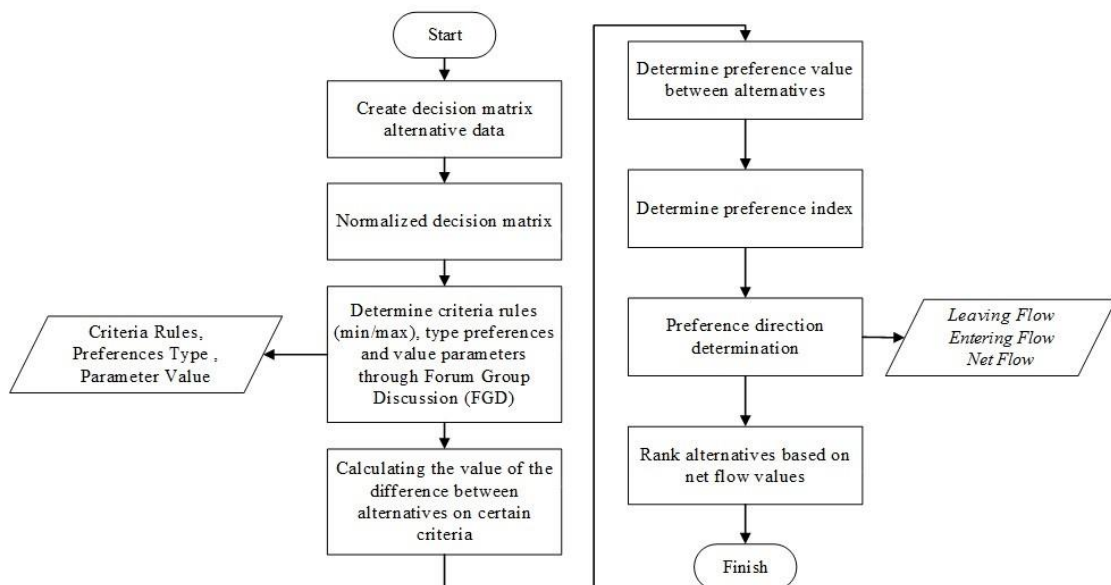 Start
Create decision matrix
alternative data
Normalized decision matrix
Determine criteria rules
(min/max), type preferences
and value parameters
through Forum Group
Discussion (FGD)
Criteria Rules,
Preferences Type ,
Parameter Value
Calculating the value of the
difference between
alternatives on certain
criteria
Determine preference value
between alternatives
Determine preference index
Preference direction
determination
Leaving Flow
Entering Flow
Net Flow
Rank alternatives based on
net flow values
Finish